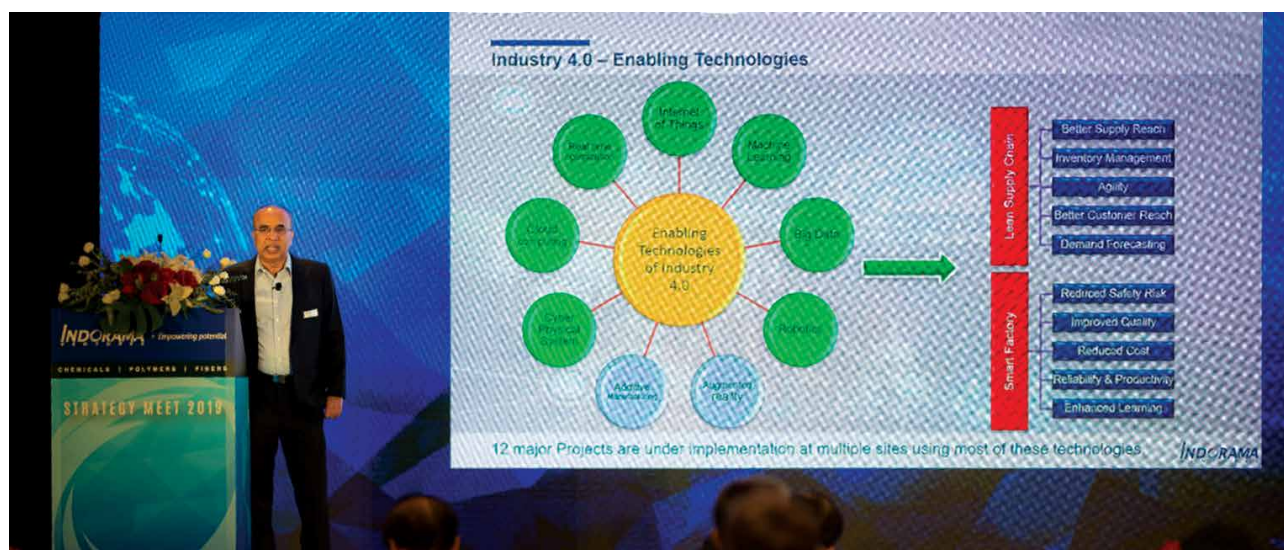 Industry 4.0 – Enabling Technologies
Internet
of Things
Machine
Learning
Big Data
Robotics
Augmented
reality
Additive
Manufacturing
Cyber
Physical
System
Cloud
computing
Real time
Enabling
Technologies
of Industry
4.0
Lean Supply Chain
Better Supply Reach
Inventory Management
Agility
Better Customer Reach
Demand Forecasting
Smart Factory
Reduced Safety Risk
Improved Quality
Reduced Cost
Reliability & Productivity
Enhanced Learning
12 major Projects are under implementation at multiple sites using most of these technologies
INDORAMA
INDORAMA • Empowering potential
CHEMICALS | POLYMERS | FIBERS
STRATEGY MEET 2019